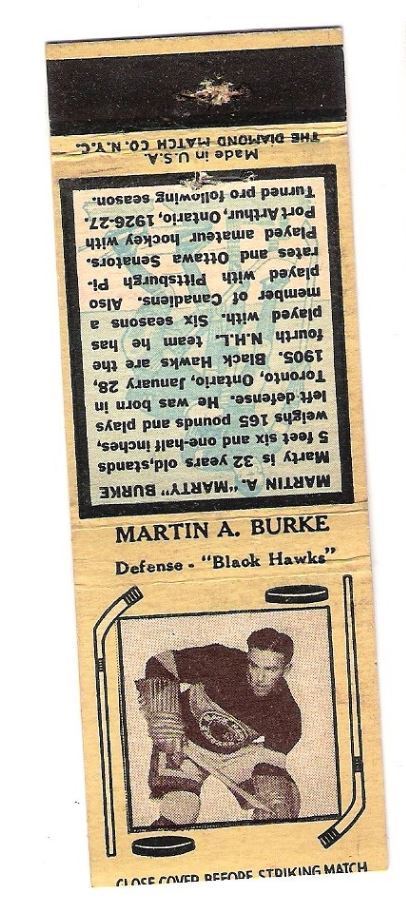 MARTIN A. BURKE
Defense - "Black Hawks"
CLOSE COVER BEFORE STRIKING MATCH
MARTIN A. "MARTY" BURKE
Marty is 32 years old,stands
5 feet six and one-half inches,
weighs 165 pounds and plays
left defense. He was born in
Toronto, Ontario, January 28,
1905. Black Hawks are the
fourth N.H.L. team he has
played with. Six seasons a
member of Canadiens. Also
played with Pittsburgh Pi-
rates and Ottawa Senators.
Played amateur hockey with
Port Arthur, Ontario, 1926-27.
Turned pro following season.
Made in U.S.A.
THE DIAMOND MATCH CO. N.Y.C.